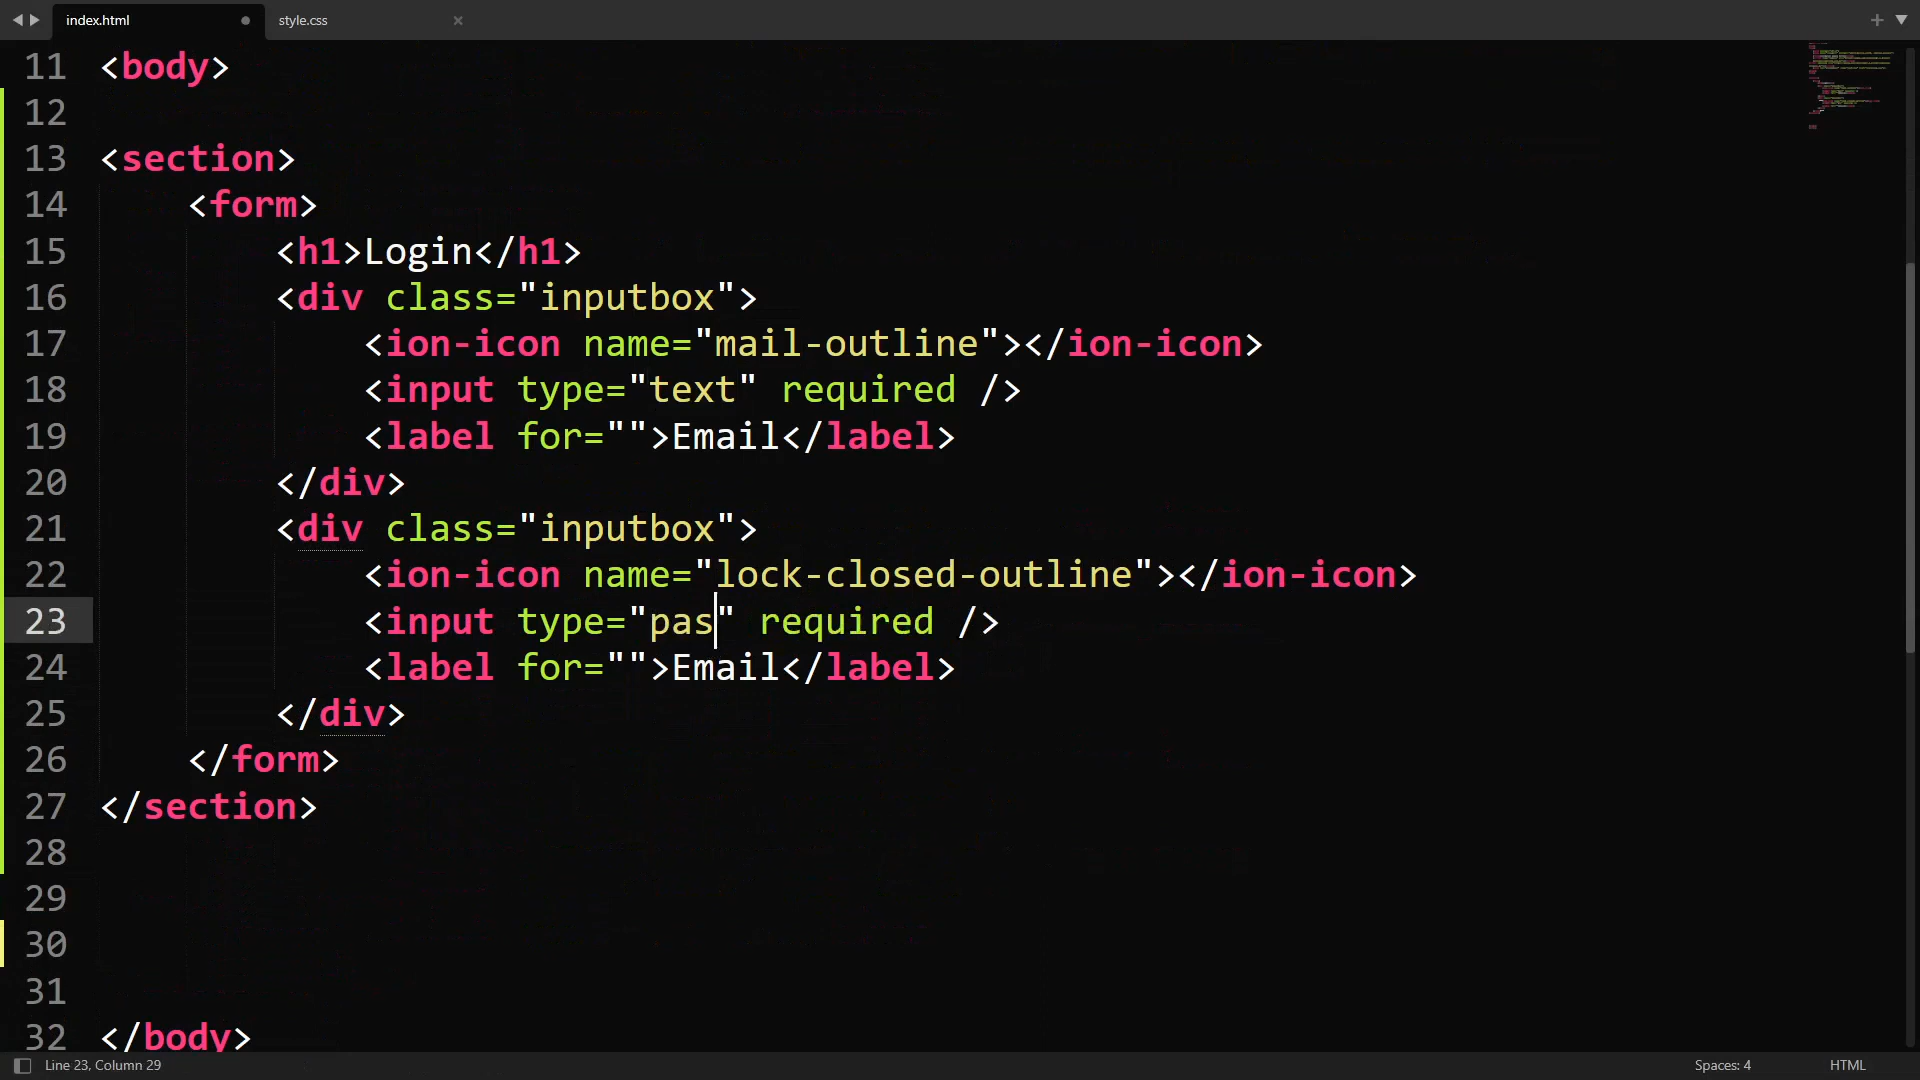 index.html style.css
11 <body>
12
13 <section>
14 <form>
15 <h1>Login</h1>
16 <div class="inputbox">
17 <ion-icon name="mail-outline"></ion-icon>
18 <input type="text" required />
19 <label for="">Email</label>
20 </div>
21 <div class="inputbox">
22 <ion-icon name="lock-closed-outline"></ion-icon>
23 <input type="pas" required />
24 <label for="">Email</label>
25 </div>
26 </form>
27 </section>
28
29
30
31
32 </body>
Line 23, Column 29 Spaces: 4 HTML